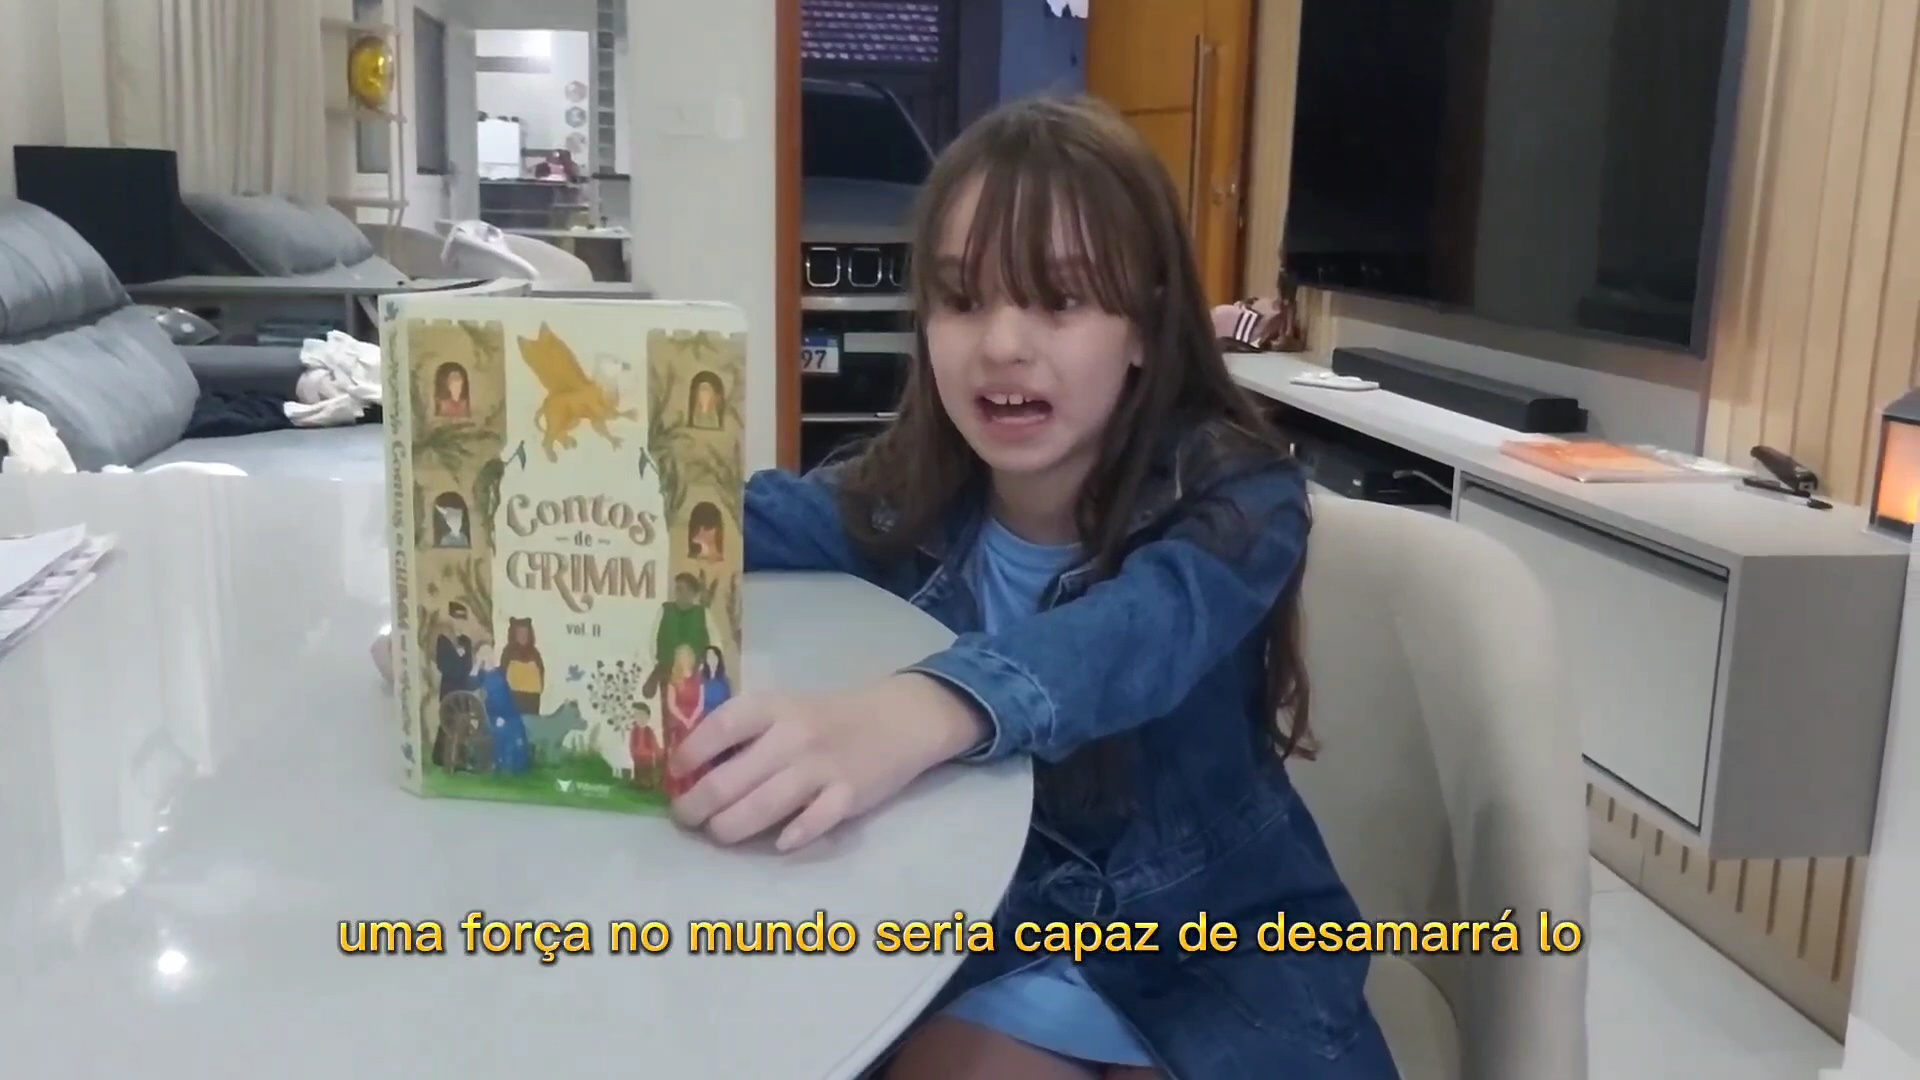 97
Contos
de
GRIMM
vol. II
uma força no mundo seria capaz de desamarrá lo